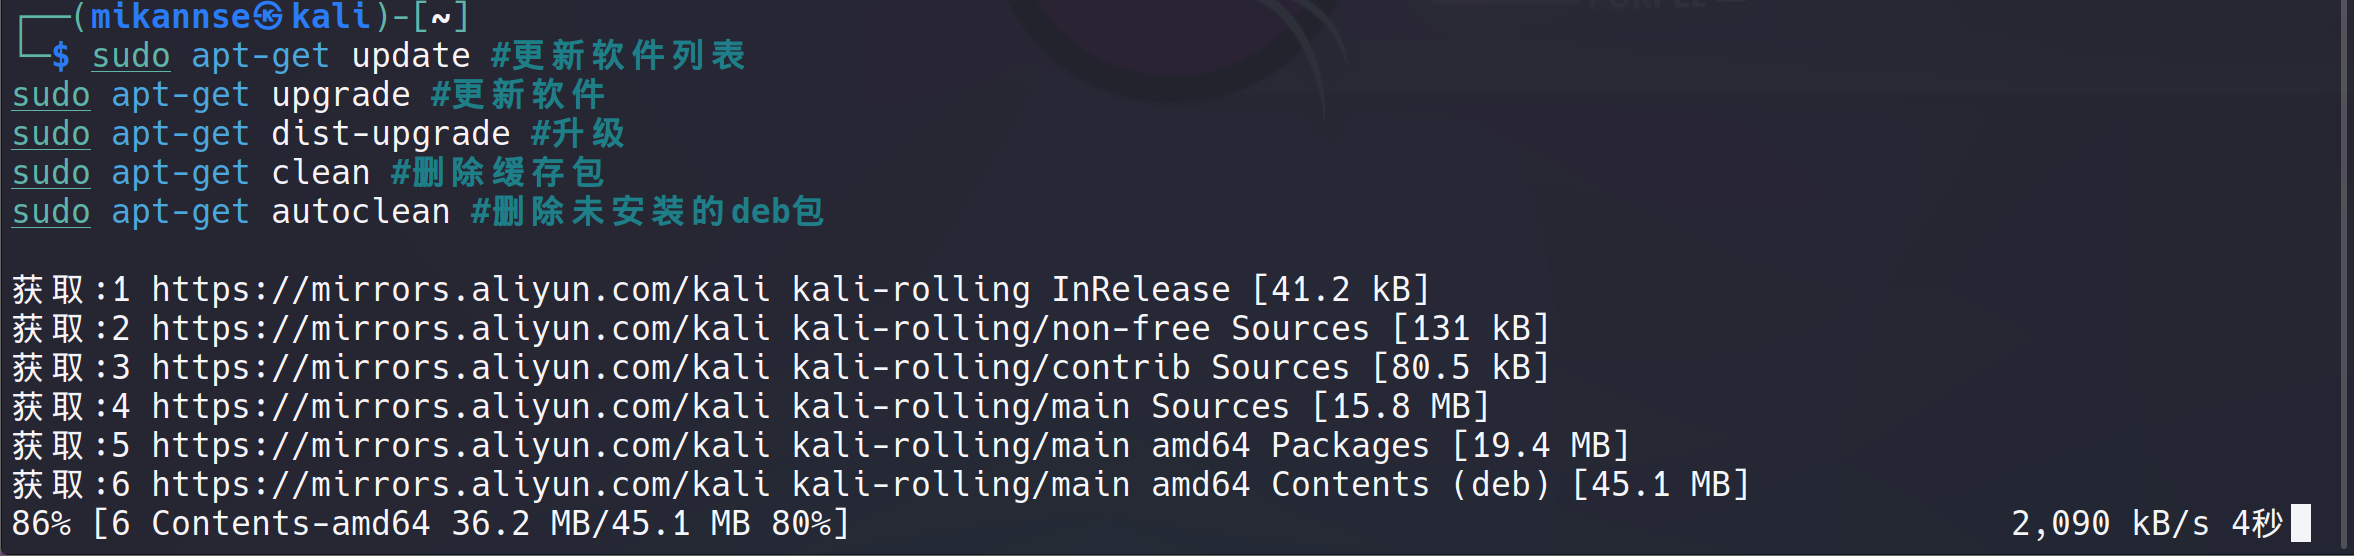 ┌──(mikannse㉿kali)-[~]
└─$ sudo apt-get update #更新软件列表
sudo apt-get upgrade #更新软件
sudo apt-get dist-upgrade #升级
sudo apt-get clean #删除缓存包
sudo apt-get autoclean #删除未安装的deb包
获取:1 https://mirrors.aliyun.com/kali kali-rolling InRelease [41.2 kB]
获取:2 https://mirrors.aliyun.com/kali kali-rolling/non-free Sources [131 kB]
获取:3 https://mirrors.aliyun.com/kali kali-rolling/contrib Sources [80.5 kB]
获取:4 https://mirrors.aliyun.com/kali kali-rolling/main Sources [15.8 MB]
获取:5 https://mirrors.aliyun.com/kali kali-rolling/main amd64 Packages [19.4 MB]
获取:6 https://mirrors.aliyun.com/kali kali-rolling/main amd64 Contents (deb) [45.1 MB]
86% [6 Contents-amd64 36.2 MB/45.1 MB 80%] 2,090 kB/s 4秒